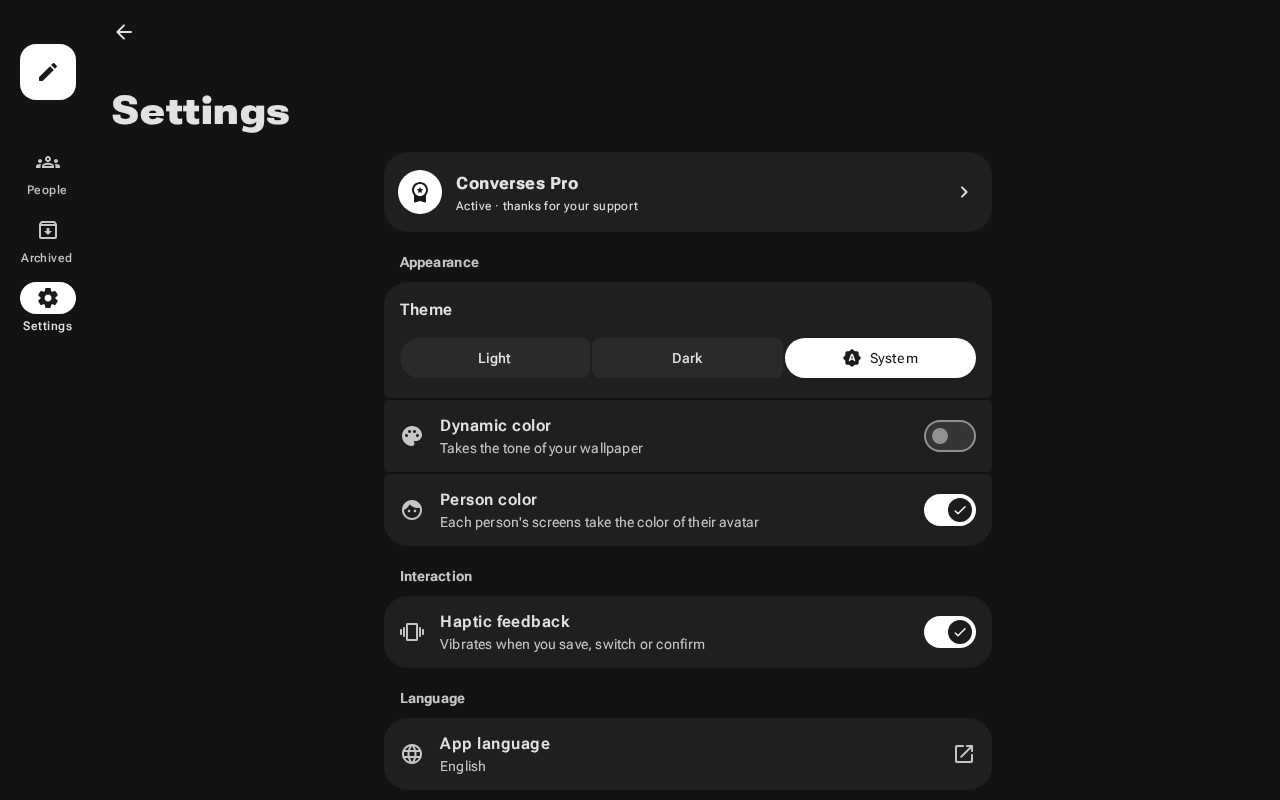 Settings
People
Archived
Settings
Converses Pro
Active · thanks for your support
Appearance
Theme
Light
Dark
System
Dynamic color
Takes the tone of your wallpaper
Person color
Each person's screens take the color of their avatar
Interaction
Haptic feedback
Vibrates when you save, switch or confirm
Language
App language
English